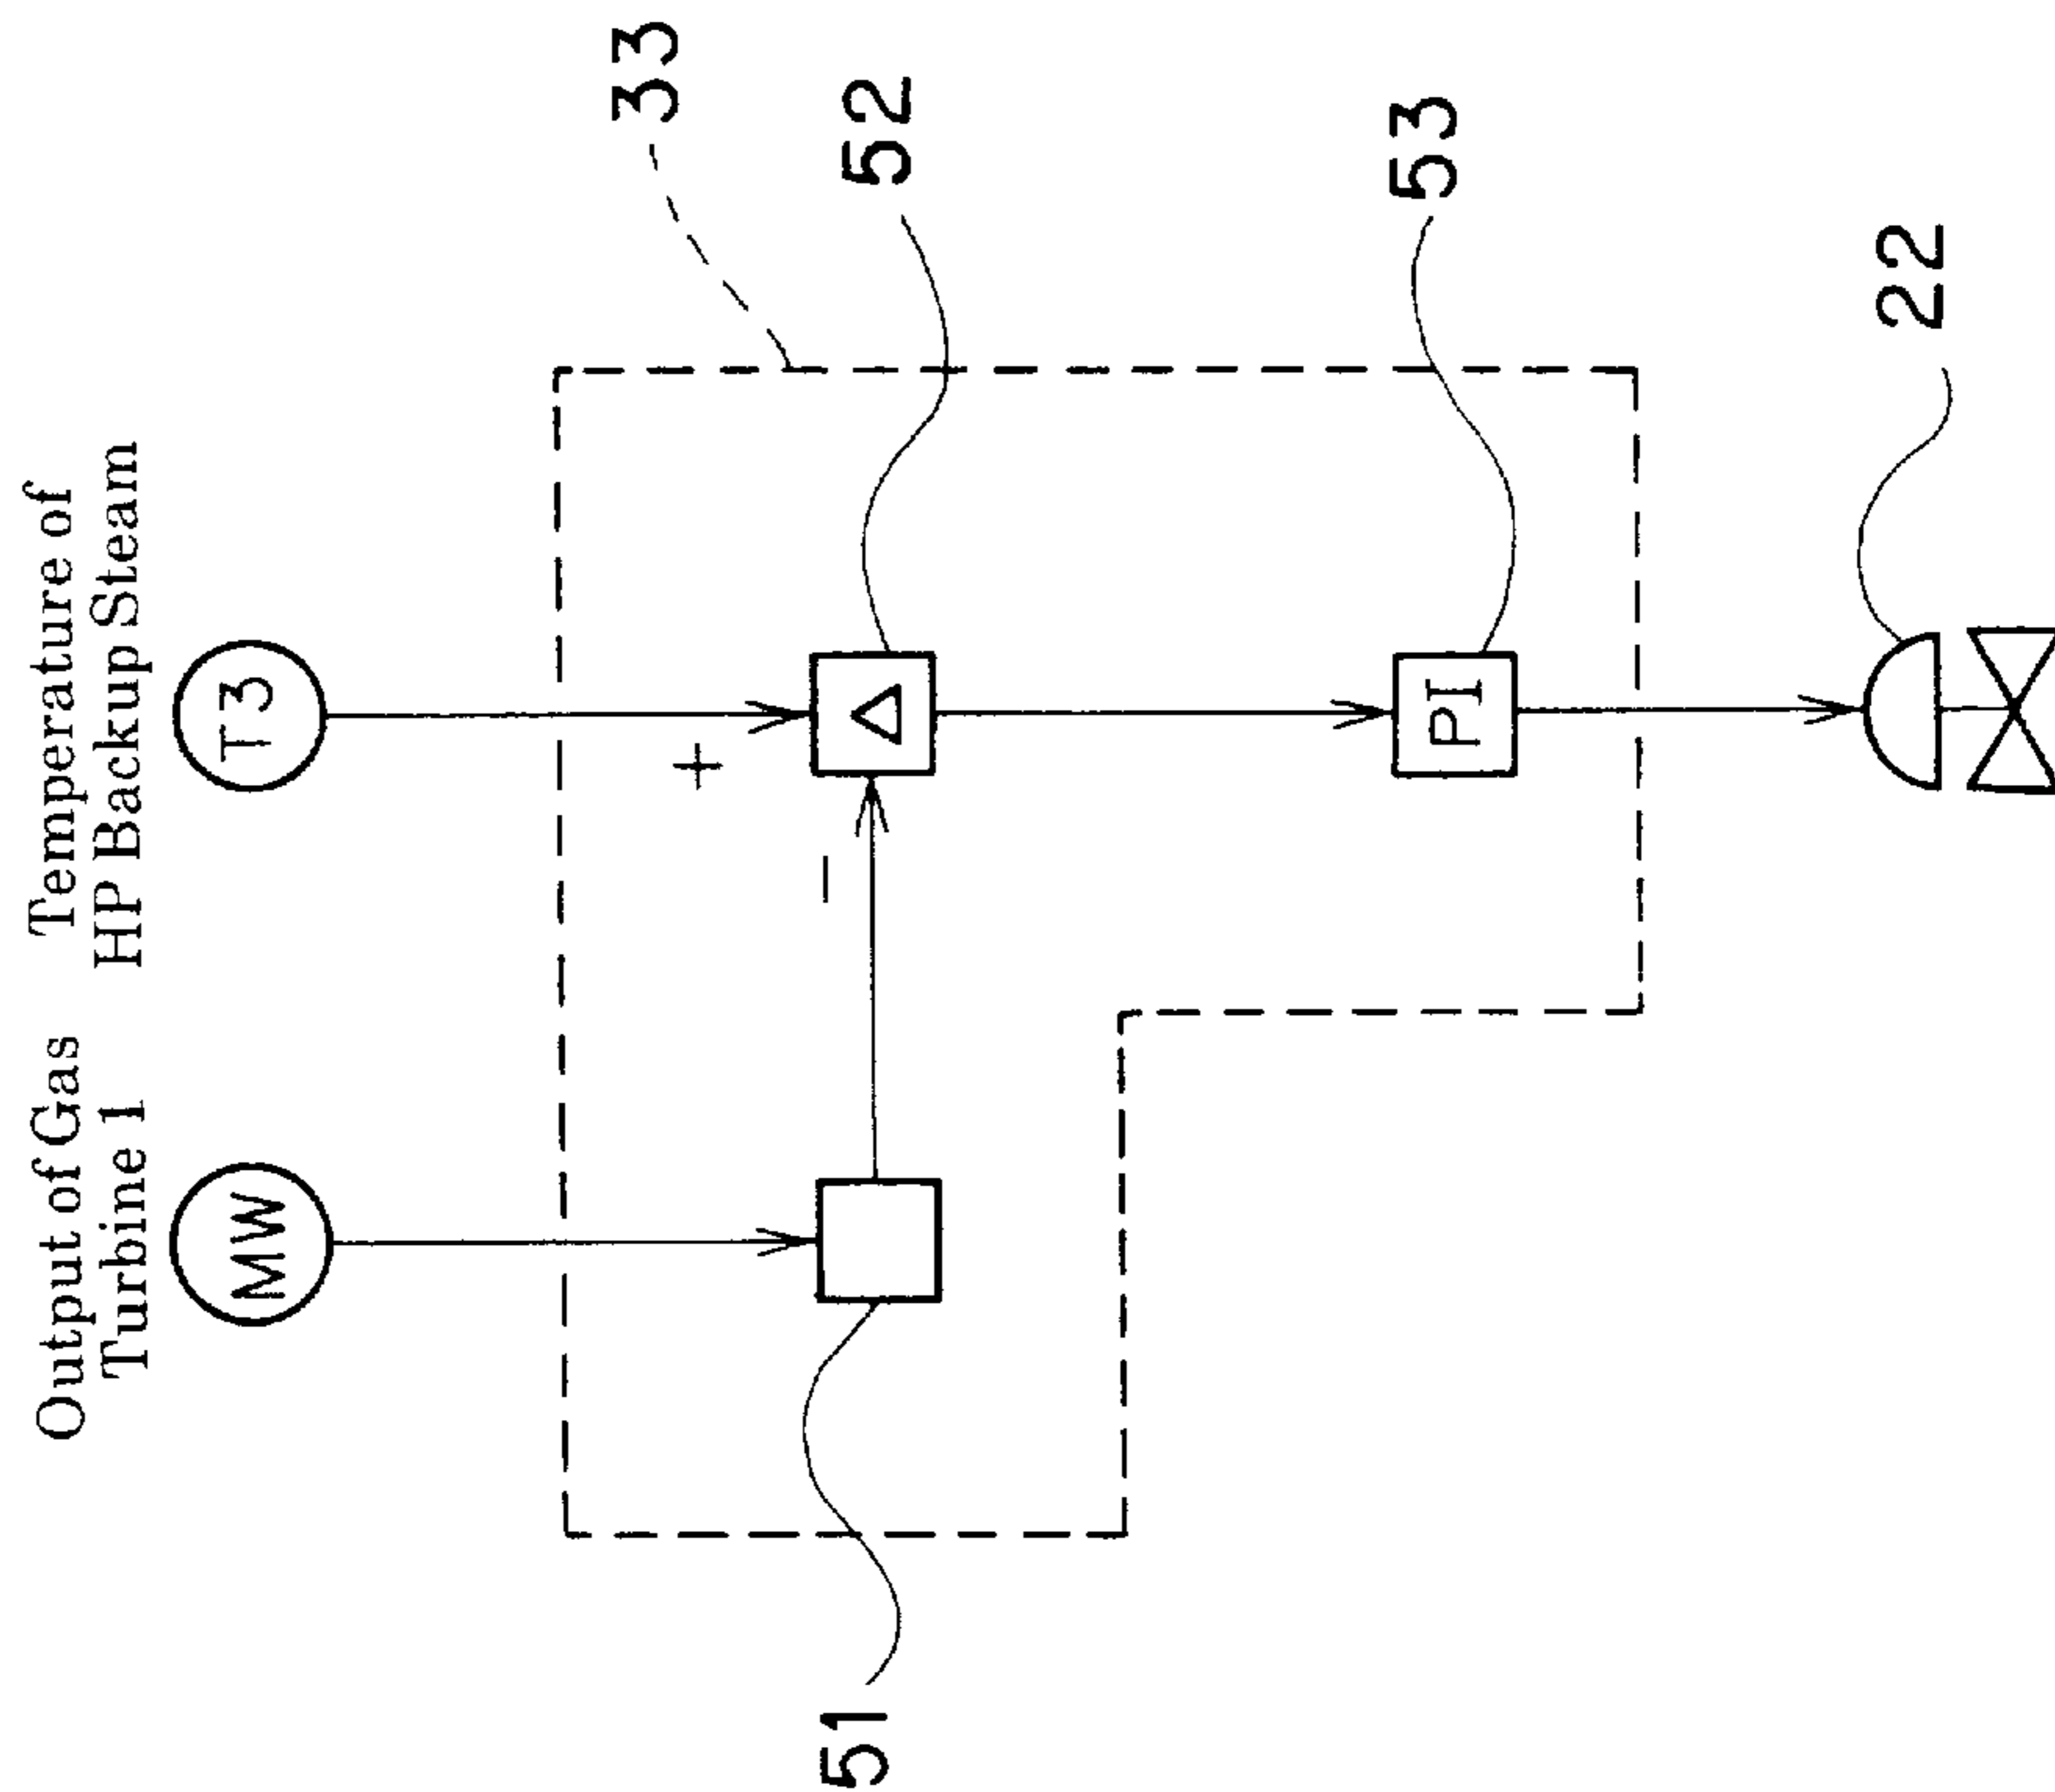 Output of Gas
Turbine 1
Temperature of
HP Backup Steam
MW
T3
33
+
−
52
51
PI
53
22